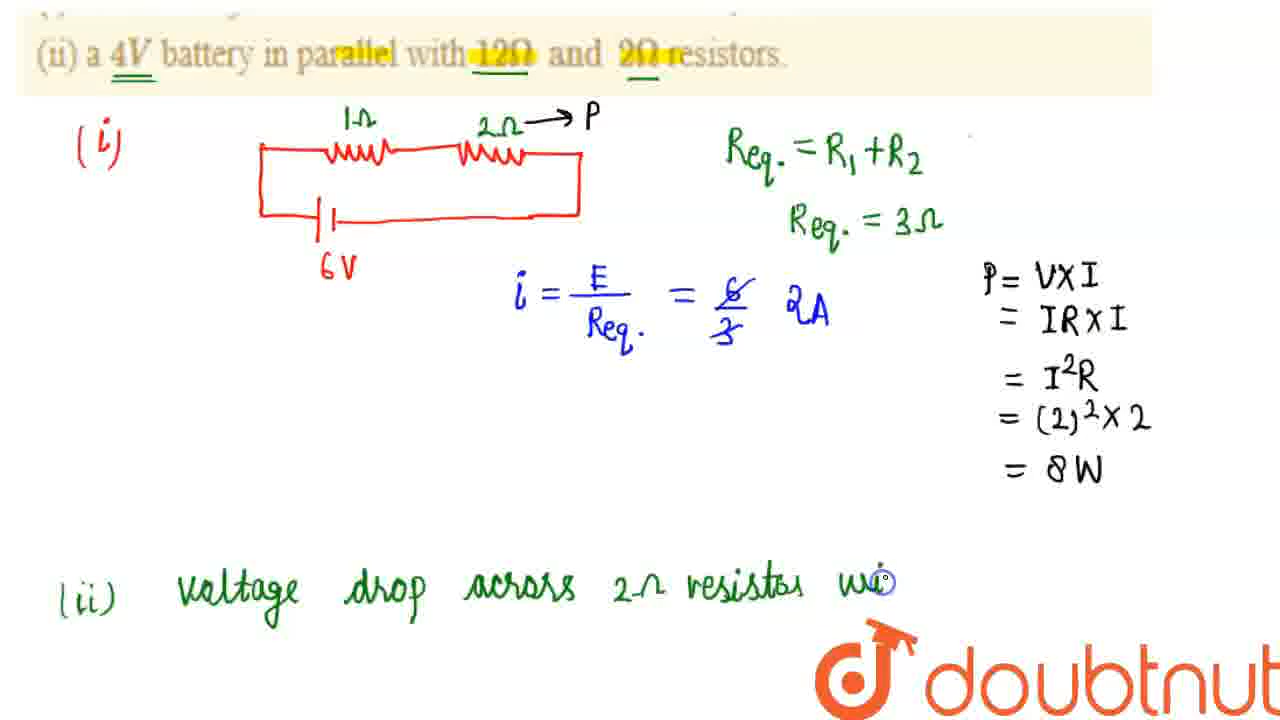 (ii) a 4V battery in parallel with 12Ω and 2Ω resistors.
(i)
1Ω
2Ω → P
6V
Req. = R₁ + R₂
Req. = 3Ω
i = E / Req. = 6 / 3 2A
P = V X I
= IR X I
= I²R
= (2)² X 2
= 8 W
(ii) voltage drop across 2Ω resistor wi
doubtnut